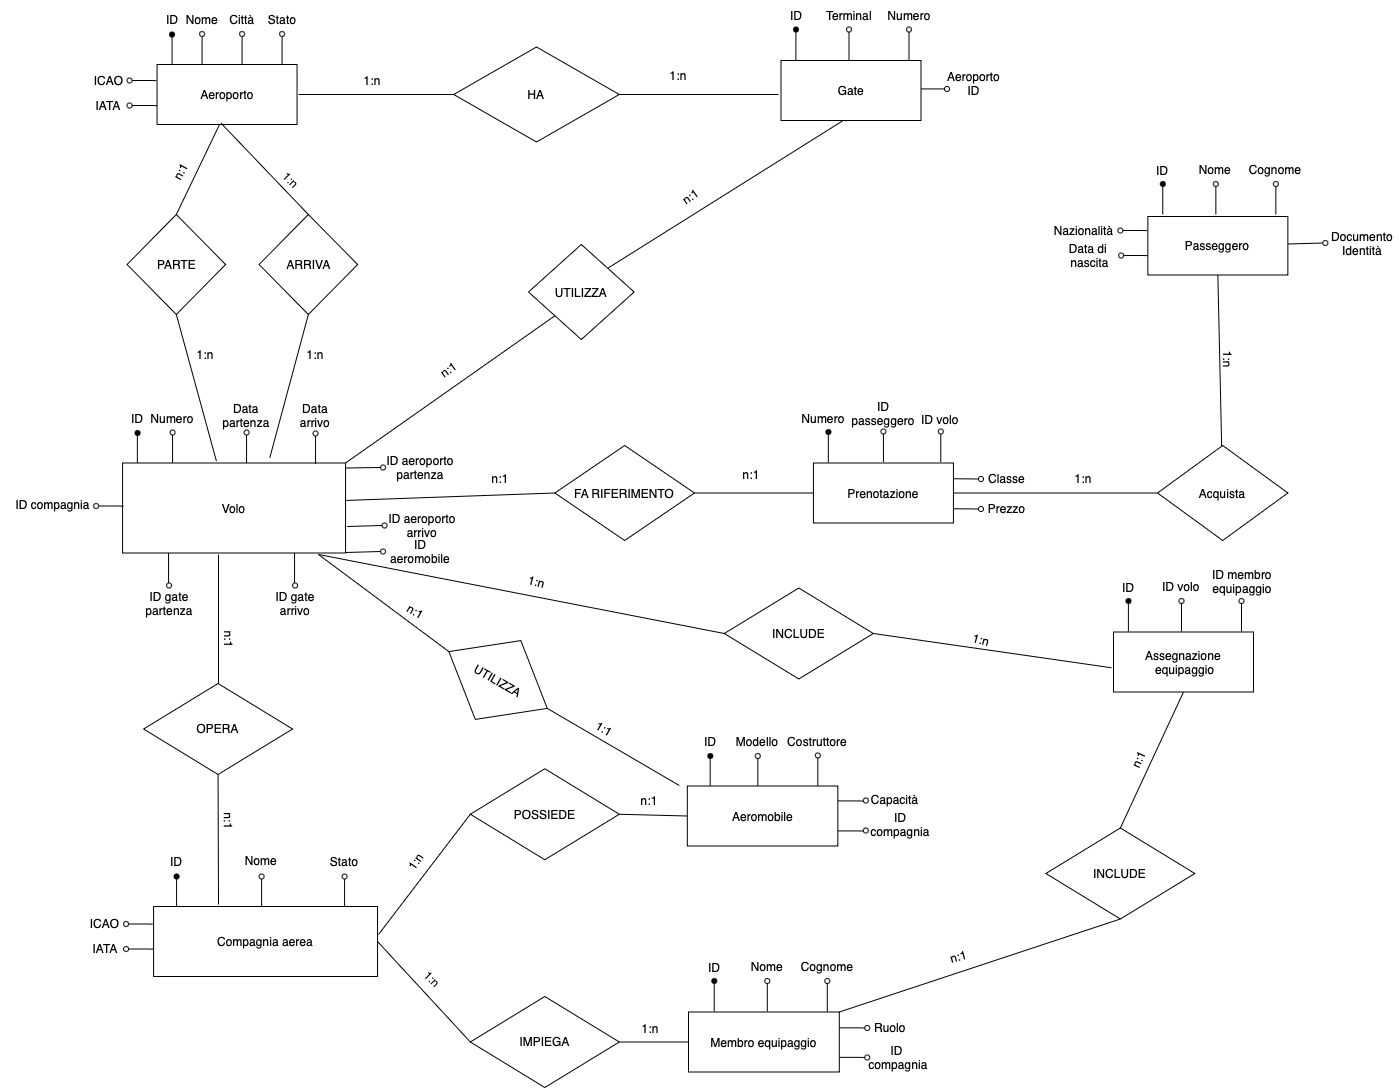 ID Nome Città Stato
ID Terminal Numero
ICAO
IATA
Aeroporto
1:n
HA
1:n
Gate
Aeroporto
ID
n:1
1:n
n:1
ID Nome Cognome
Nazionalità
Data di
nascita
Passeggero
Documento
Identità
PARTE
ARRIVA
UTILIZZA
1:n
1:n
n:1
1:n
ID Numero
Data
partenza
Data
arrivo
ID aeroporto
partenza
Numero
ID
passeggero
ID volo
ID compagnia
Volo
n:1
FA RIFERIMENTO
n:1
Prenotazione
Classe
Prezzo
1:n
Acquista
ID aeroporto
arrivo
ID
aeromobile
ID gate
partenza
ID gate
arrivo
n:1
n:1
1:n
INCLUDE
1:n
ID
ID volo
ID membro
equipaggio
Assegnazione
equipaggio
UTILIZZA
1:1
OPERA
n:1
n:1
ID Modello Costruttore
POSSIEDE
n:1
Aeromobile
Capacità
ID
compagnia
1:n
INCLUDE
n:1
ID Nome Stato
ICAO
IATA
Compagnia aerea
1:n
ID Nome Cognome
IMPIEGA
1:n
Membro equipaggio
Ruolo
ID
compagnia